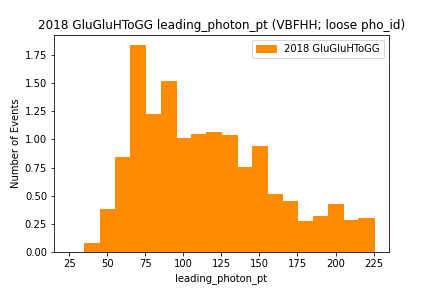 2018 GluGluHToGG leading_photon_pt (VBFHH; loose pho_id)
2018 GluGluHToGG
Number of Events
1.75
1.50
1.25
1.00
0.75
0.50
0.25
0.00
25 50 75 100 125 150 175 200 225
leading_photon_pt